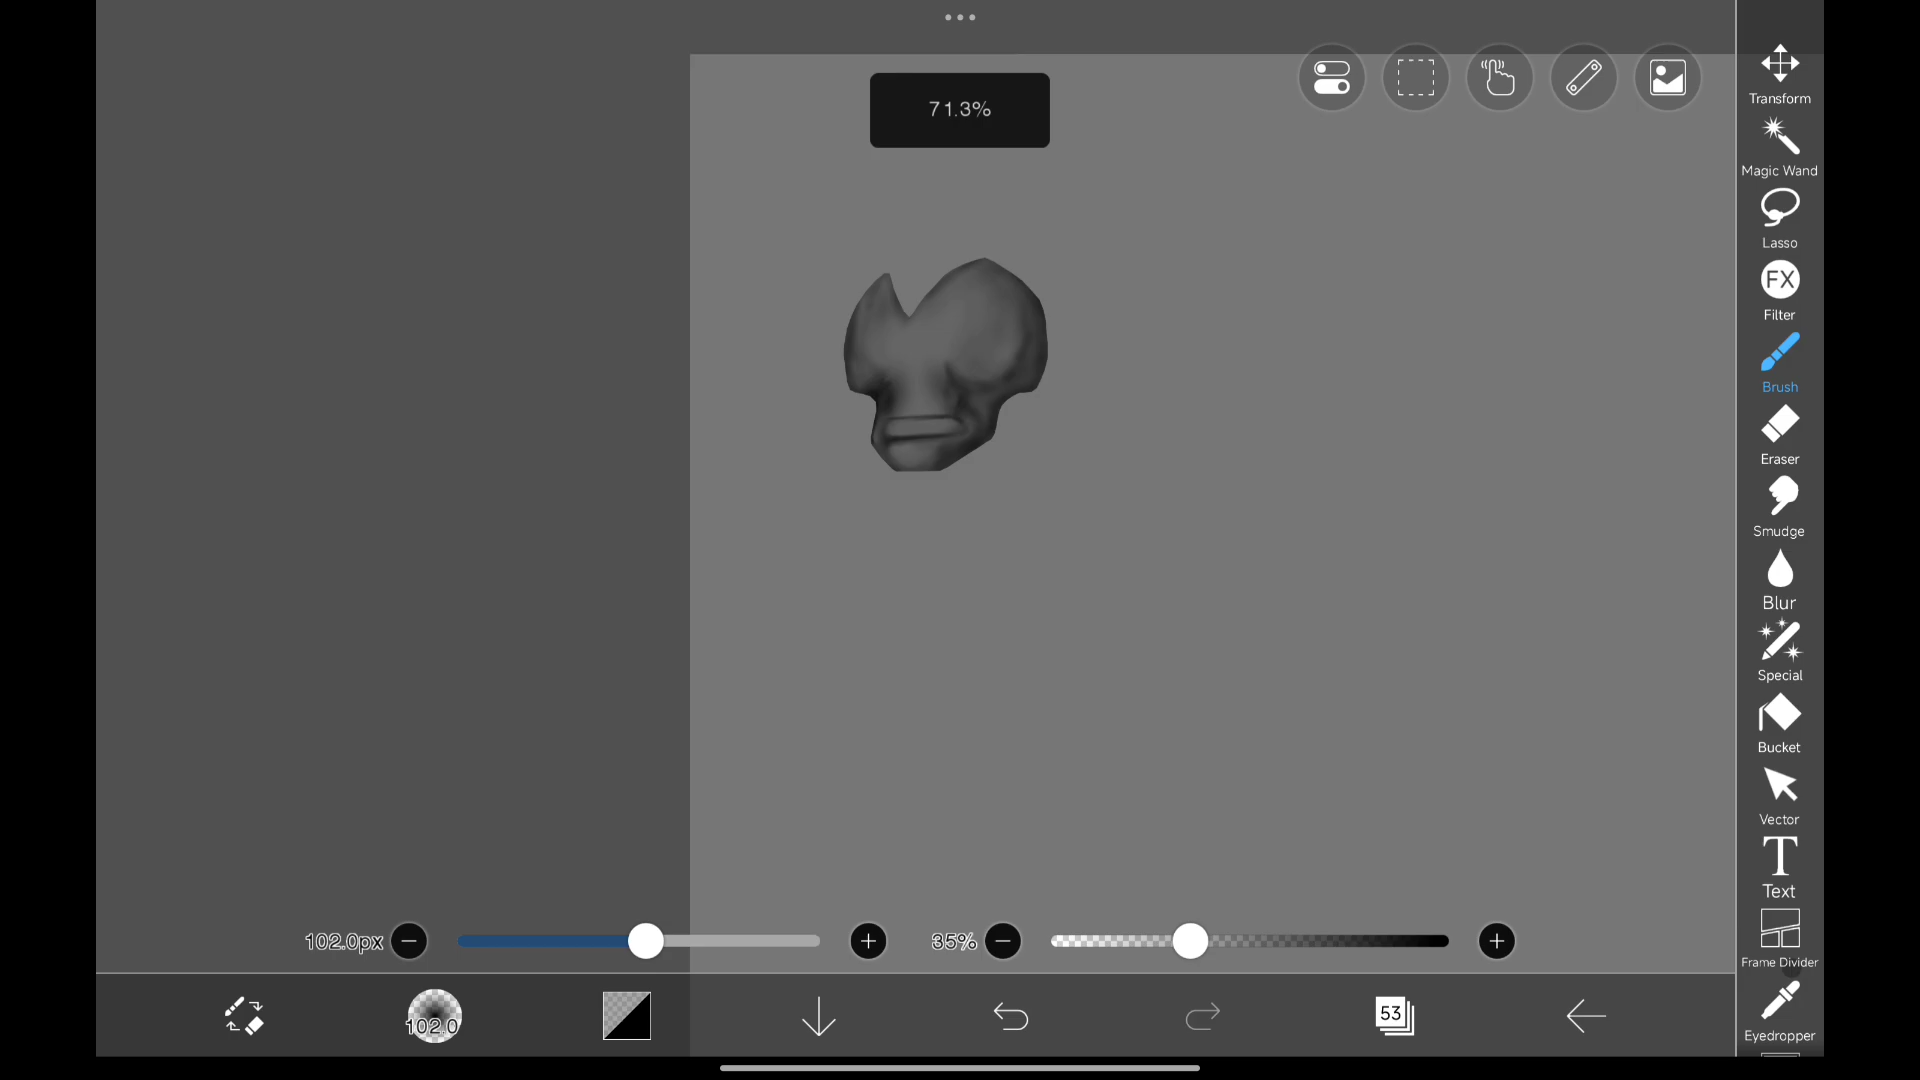 71.3%
Transform
Magic Wand
Lasso
FX
Filter
Brush
Eraser
Smudge
Blur
Special
Bucket
Vector
T
Text
Frame Divider
Eyedropper
102.0px
35%
102.0
53